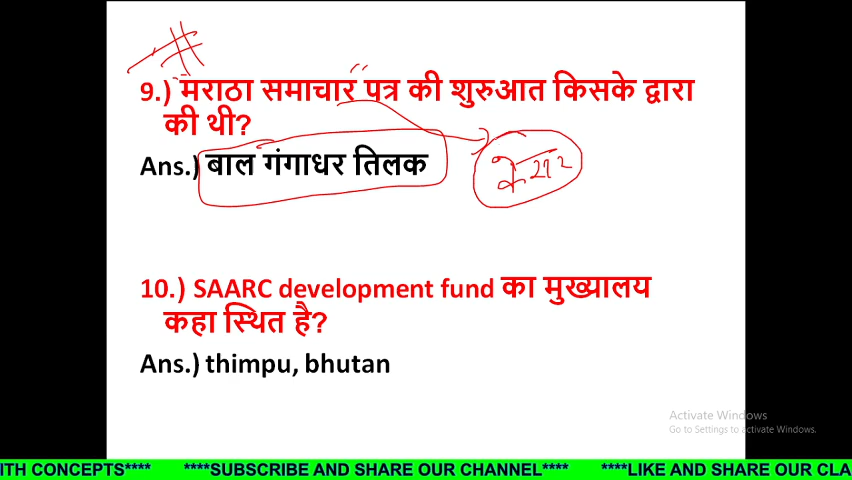 9.) मराठा समाचार पत्र की शुरुआत किसके द्वारा
की थी?
Ans.) बाल गंगाधर तिलक
10.) SAARC development fund का मुख्यालय
कहा स्थित है?
Ans.) thimpu, bhutan
Activate Windows
Go to Settings to activate Windows.
ITH CONCEPTS**** ****SUBSCRIBE AND SHARE OUR CHANNEL**** ****LIKE AND SHARE OUR CLA